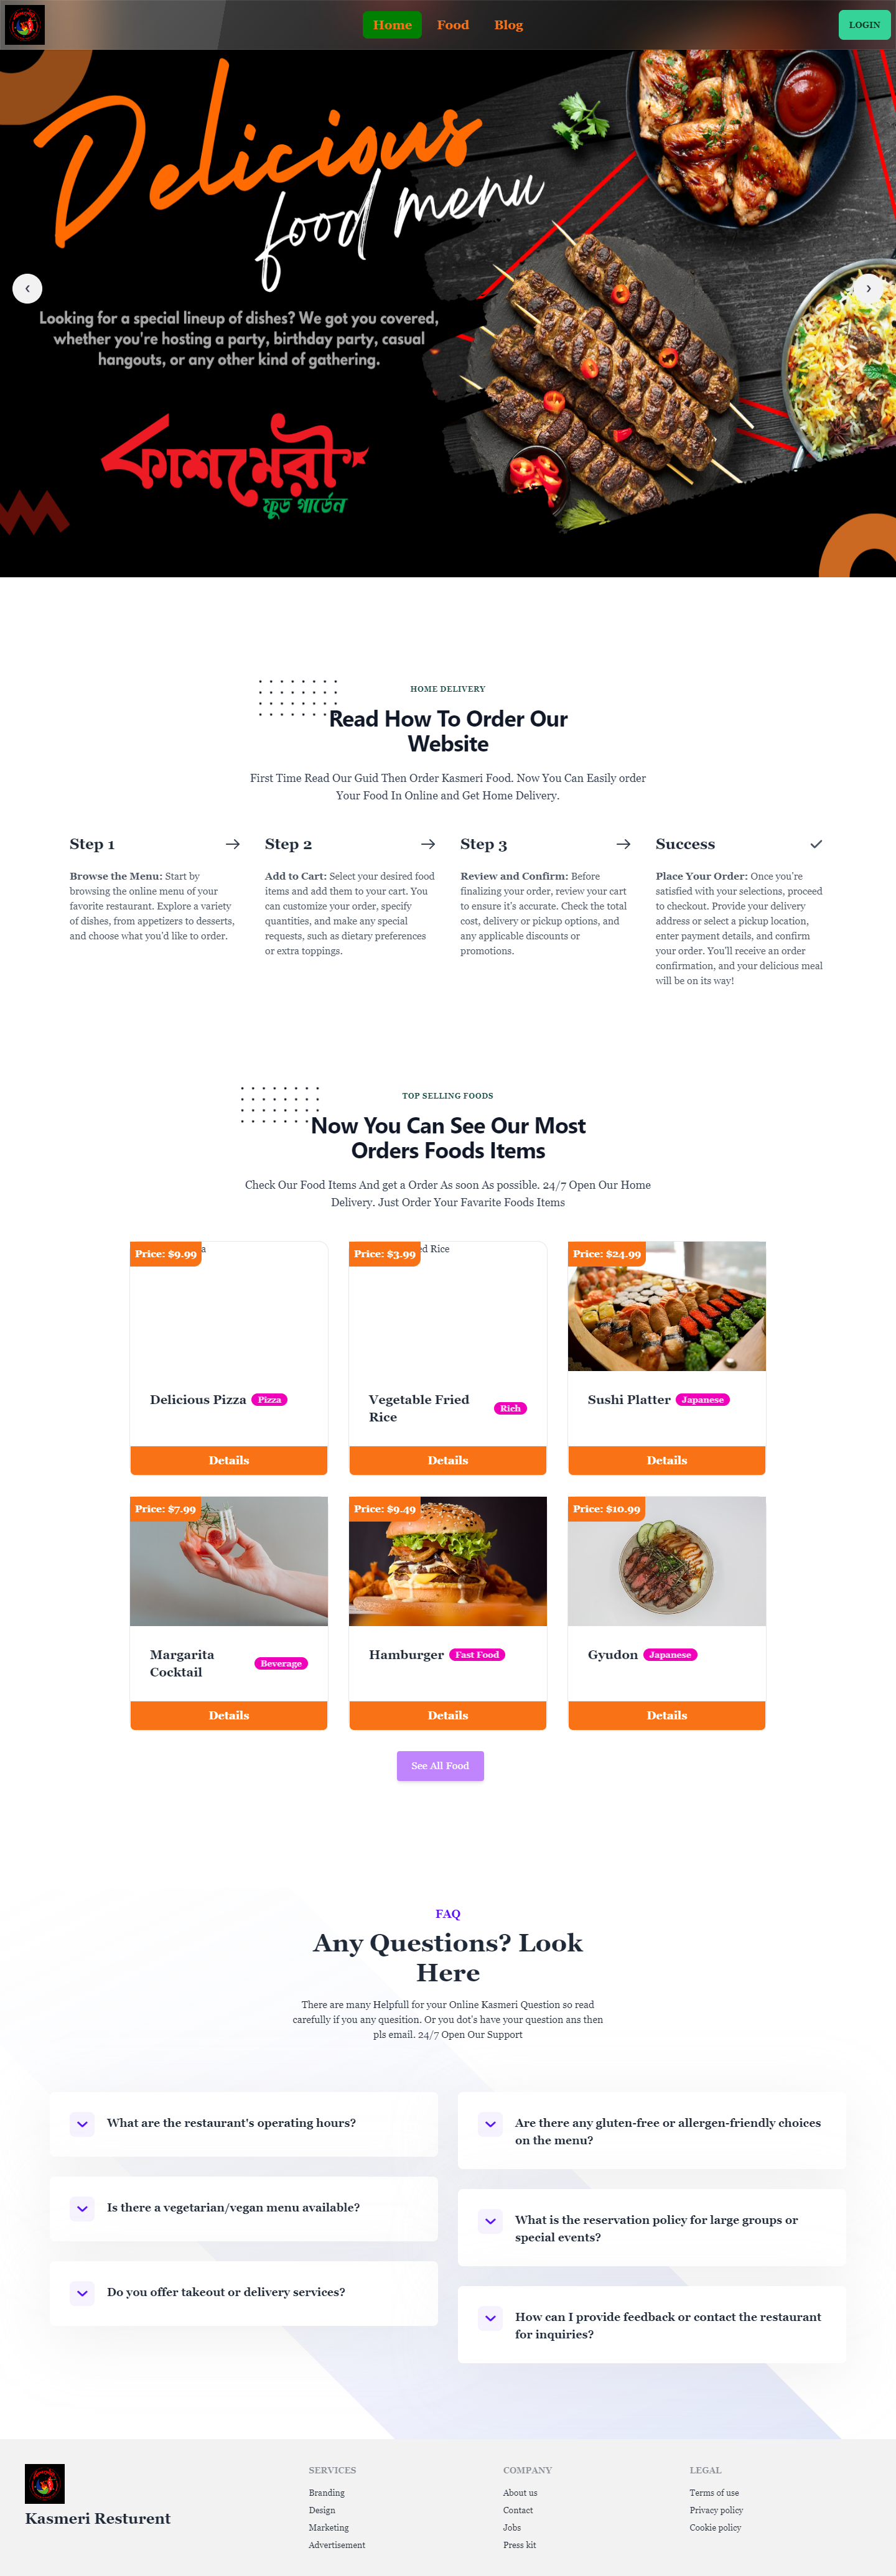 Home
Food
Blog
LOGIN
Delicious
food menu
Looking for a special lineup of dishes? We got you covered,
whether you're hosting a party, birthday party, casual
hangouts, or any other kind of gathering.
কাশমেরী
ফুড গার্ডেন
HOME DELIVERY
Read How To Order Our
Website
First Time Read Our Guid Then Order Kasmeri Food. Now You Can Easily order
Your Food In Online and Get Home Delivery.
Step 1
Browse the Menu: Start by
browsing the online menu of your
favorite restaurant. Explore a variety
of dishes, from appetizers to desserts,
and choose what you'd like to order.
Step 2
Add to Cart: Select your desired food
items and add them to your cart. You
can customize your order, specify
quantities, and make any special
requests, such as dietary preferences
or extra toppings.
Step 3
Review and Confirm: Before
finalizing your order, review your cart
to ensure it's accurate. Check the total
cost, delivery or pickup options, and
any applicable discounts or
promotions.
Success
Place Your Order: Once you're
satisfied with your selections, proceed
to checkout. Provide your delivery
address or select a pickup location,
enter payment details, and confirm
your order. You'll receive an order
confirmation, and your delicious meal
will be on its way!
TOP SELLING FOODS
Now You Can See Our Most
Orders Foods Items
Check Our Food Items And get a Order As soon As possible. 24/7 Open Our Home
Delivery. Just Order Your Favarite Foods Items
Price: $9.99
Delicious Pizza
Pizza
Details
Price: $3.99
Rice
Vegetable Fried
Rice
Rich
Details
Price: $24.99
Sushi Platter
Japanese
Details
Price: $7.99
Margarita
Cocktail
Beverage
Details
Price: $9.49
Hamburger
Fast Food
Details
Price: $10.99
Gyudon
Japanese
Details
See All Food
FAQ
Any Questions? Look
Here
There are many Helpfull for your Online Kasmeri Question so read
carefully if you any quesition. Or you dot's have your question ans then
pls email. 24/7 Open Our Support
What are the restaurant's operating hours?
Is there a vegetarian/vegan menu available?
Do you offer takeout or delivery services?
Are there any gluten-free or allergen-friendly choices
on the menu?
What is the reservation policy for large groups or
special events?
How can I provide feedback or contact the restaurant
for inquiries?
Kasmeri Resturent
SERVICES
Branding
Design
Marketing
Advertisement
COMPANY
About us
Contact
Jobs
Press kit
LEGAL
Terms of use
Privacy policy
Cookie policy